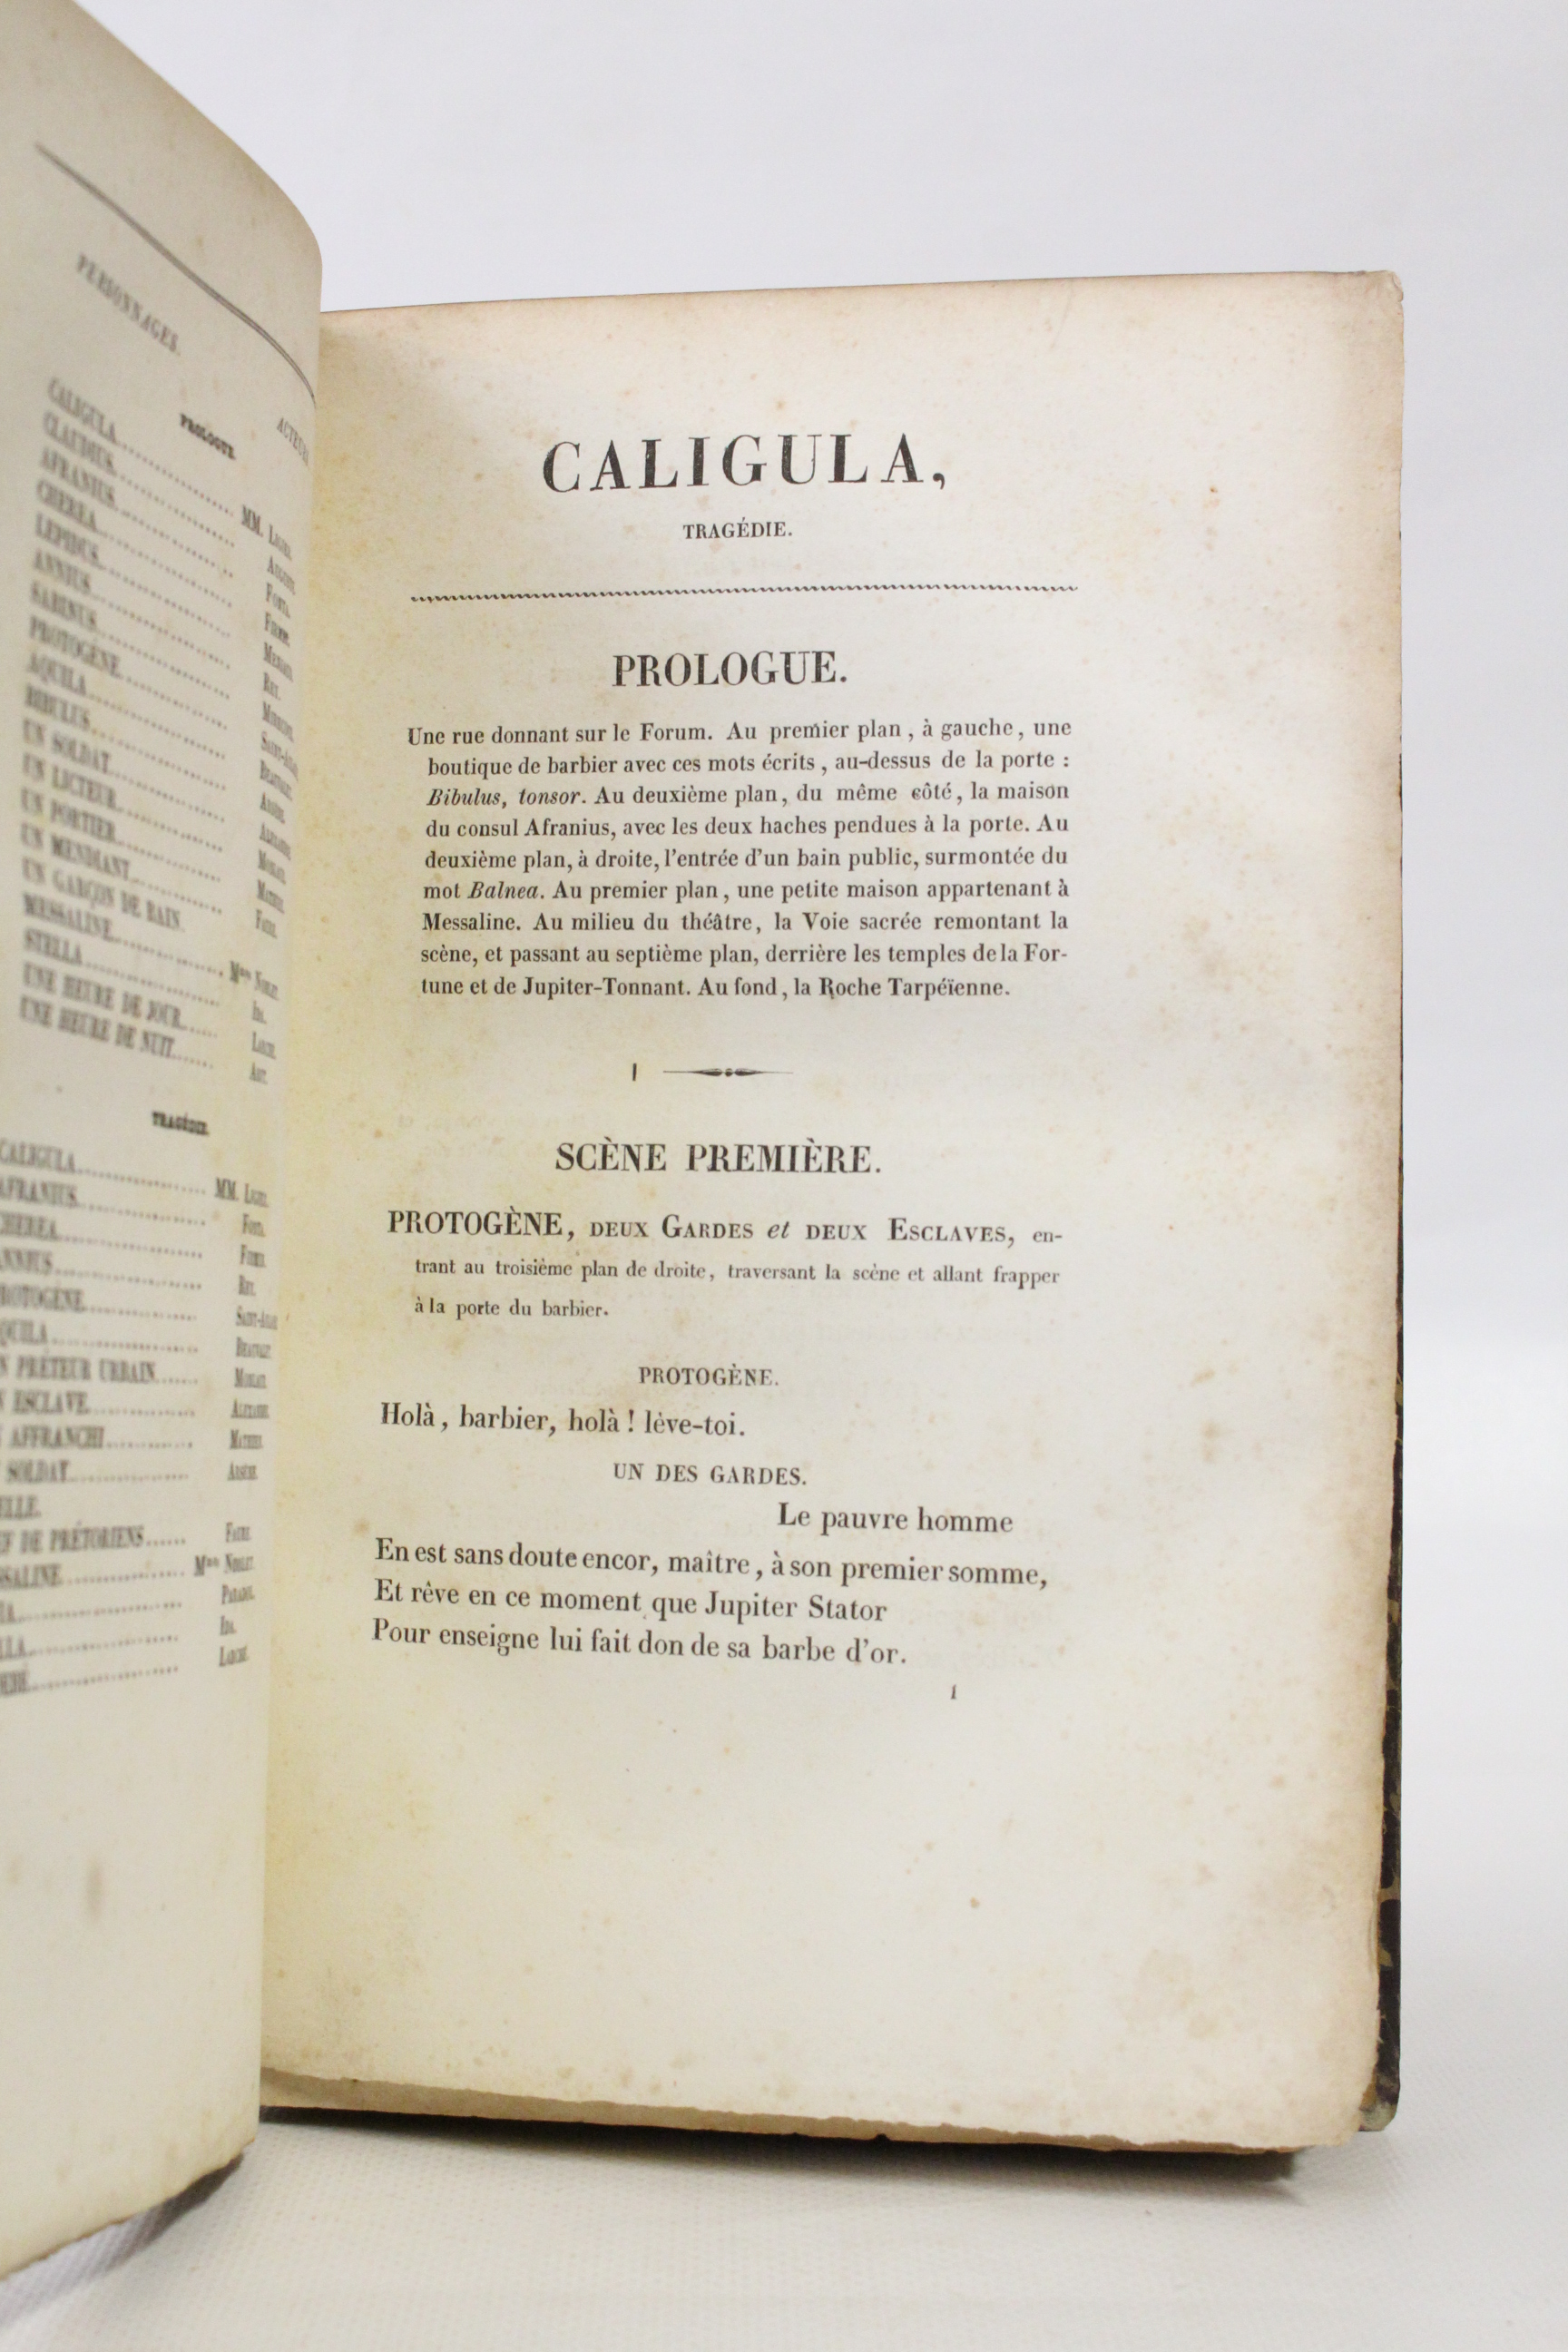 PERSONNAGES.
PROLOGUE.
CALIGULA
CLAUDIUS
AFRANIUS
CHEREA
LEPIDUS
ANNIUS
SABINUS
PROTOGÈNE
AQUILA
BIBULUS
UN SOLDAT
UN LICTEUR
UN PORTIER
UN MENDIANT
UN GARÇON DE BAIN
MESSALINE
STELLA
UNE HEURE DE JOUR
UNE HEURE DE NUIT
TRAGÉDIE
CALIGULA
AFRANIUS
CHEREA
ANNIUS
PROTOGÈNE
AQUILA
PRÉTEUR URBAIN
ESCLAVE
AFFRANCHI
SOLDAT
DE PRÉTORIENS
CALIGULA,
TRAGÉDIE.
PROLOGUE.
Une rue donnant sur le Forum. Au premier plan, à gauche, une
boutique de barbier avec ces mots écrits, au-dessus de la porte :
Bibulus, tonsor. Au deuxième plan, du même côté, la maison
du consul Afranius, avec les deux haches pendues à la porte. Au
deuxième plan, à droite, l'entrée d'un bain public, surmontée du
mot Balnea. Au premier plan, une petite maison appartenant à
Messaline. Au milieu du théâtre, la Voie sacrée remontant la
scène, et passant au septième plan, derrière les temples de la For-
tune et de Jupiter-Tonnant. Au fond, la Roche Tarpéïenne.
SCÈNE PREMIÈRE.
PROTOGÈNE, DEUX GARDES et DEUX ESCLAVES, en-
trant au troisième plan de droite, traversant la scène et allant frapper
à la porte du barbier.
PROTOGÈNE.
Holà, barbier, holà ! lève-toi.
UN DES GARDES.
Le pauvre homme
En est sans doute encor, maître, à son premier somme,
Et rêve en ce moment que Jupiter Stator
Pour enseigne lui fait don de sa barbe d'or.
1